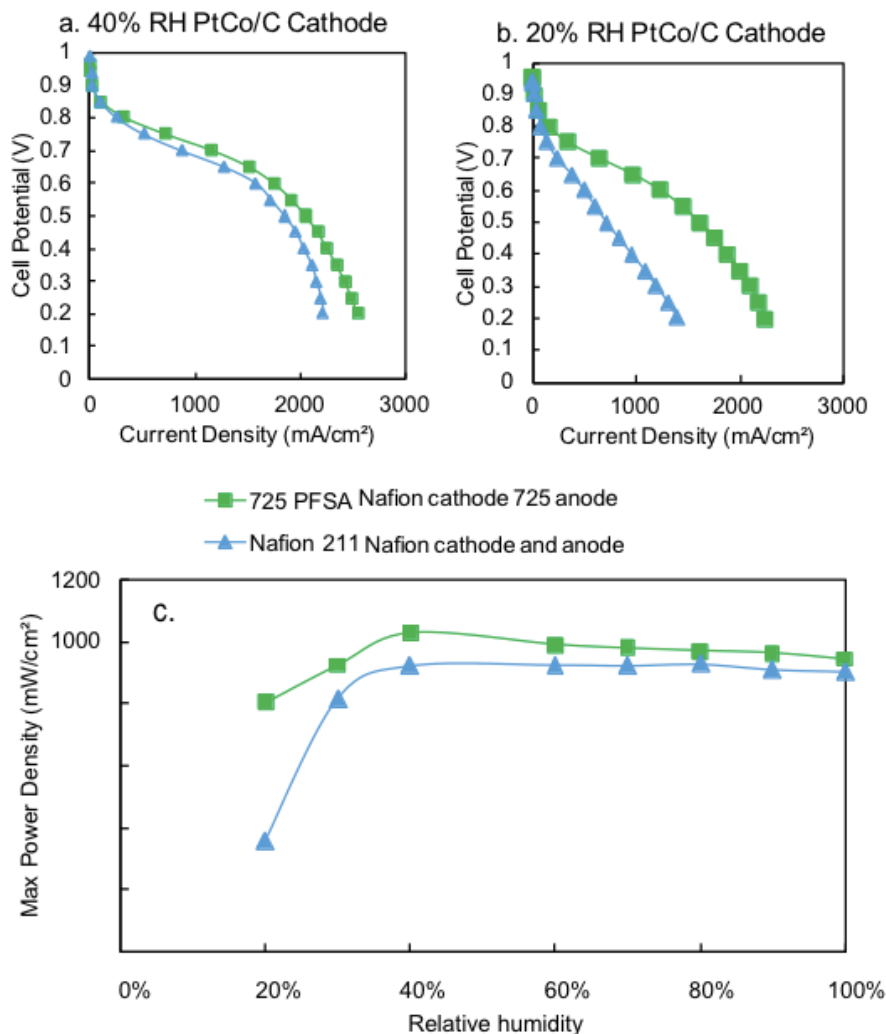 a. 40% RH PtCo/C Cathode
1
0.9
0.8
0.7
0.6
0.5
0.4
0.3
0.2
0.1
0
Cell Potential (V)
0 1000 2000 3000
Current Density (mA/cm²)
b. 20% RH PtCo/C Cathode
1
0.9
0.8
0.7
0.6
0.5
0.4
0.3
0.2
0.1
0
Cell Potential (V)
0 1000 2000 3000
Current Density (mA/cm²)
725 PFSA Nafion cathode 725 anode
Nafion 211 Nafion cathode and anode
c.
1200
1000
Max Power Density (mW/cm²)
0% 20% 40% 60% 80% 100%
Relative humidity